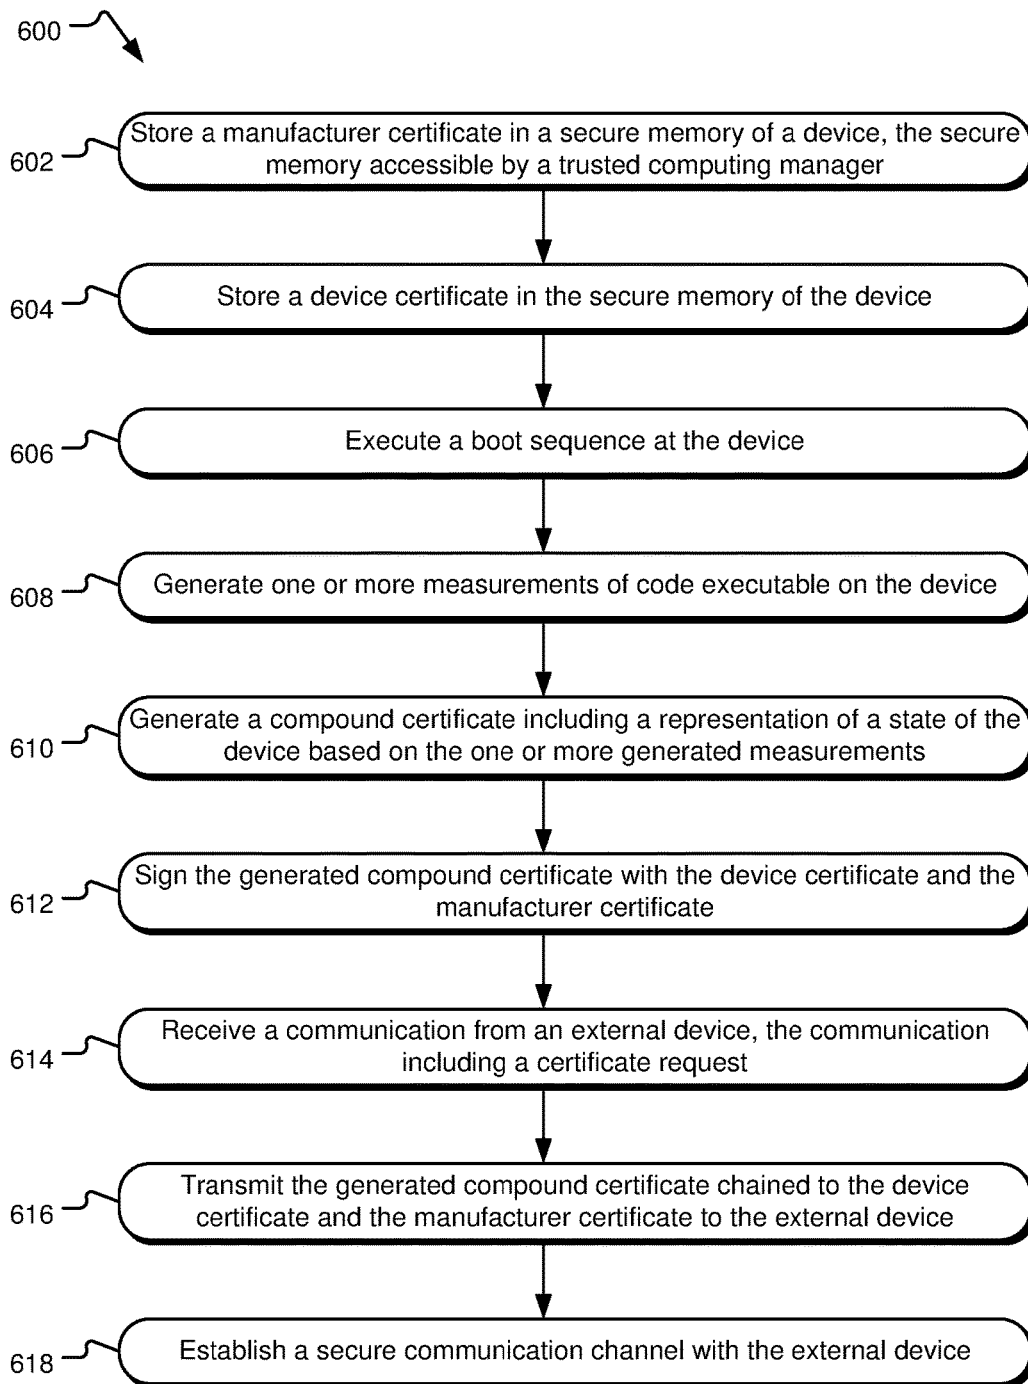 600
602
Store a manufacturer certificate in a secure memory of a device, the secure
memory accessible by a trusted computing manager
604
Store a device certificate in the secure memory of the device
606
Execute a boot sequence at the device
608
Generate one or more measurements of code executable on the device
610
Generate a compound certificate including a representation of a state of the
device based on the one or more generated measurements
612
Sign the generated compound certificate with the device certificate and the
manufacturer certificate
614
Receive a communication from an external device, the communication
including a certificate request
616
Transmit the generated compound certificate chained to the device
certificate and the manufacturer certificate to the external device
618
Establish a secure communication channel with the external device